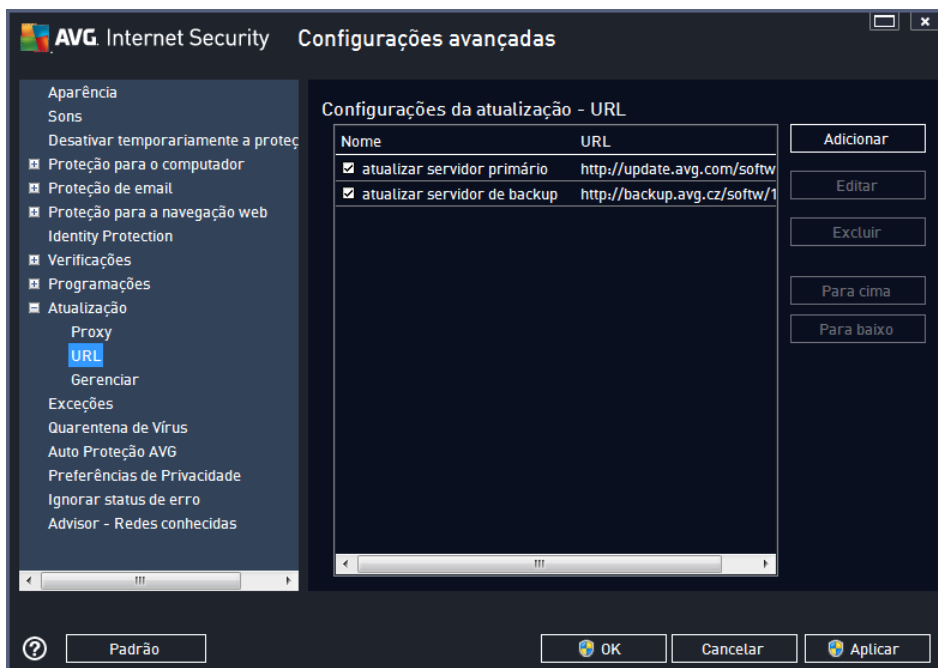 AVG. Internet Security Configurações avançadas
Aparência
Sons
Desativar temporariamente a proteç
Proteção para o computador
Proteção de email
Proteção para a navegação web
Identity Protection
Verificações
Programações
Atualização
Proxy
URL
Gerenciar
Exceções
Quarentena de Vírus
Auto Proteção AVG
Preferências de Privacidade
Ignorar status de erro
Advisor - Redes conhecidas
Configurações da atualização - URL
Nome URL
atualizar servidor primário http://update.avg.com/softw
atualizar servidor de backup http://backup.avg.cz/softw/1
Adicionar
Editar
Excluir
Para cima
Para baixo
Padrão
OK
Cancelar
Aplicar